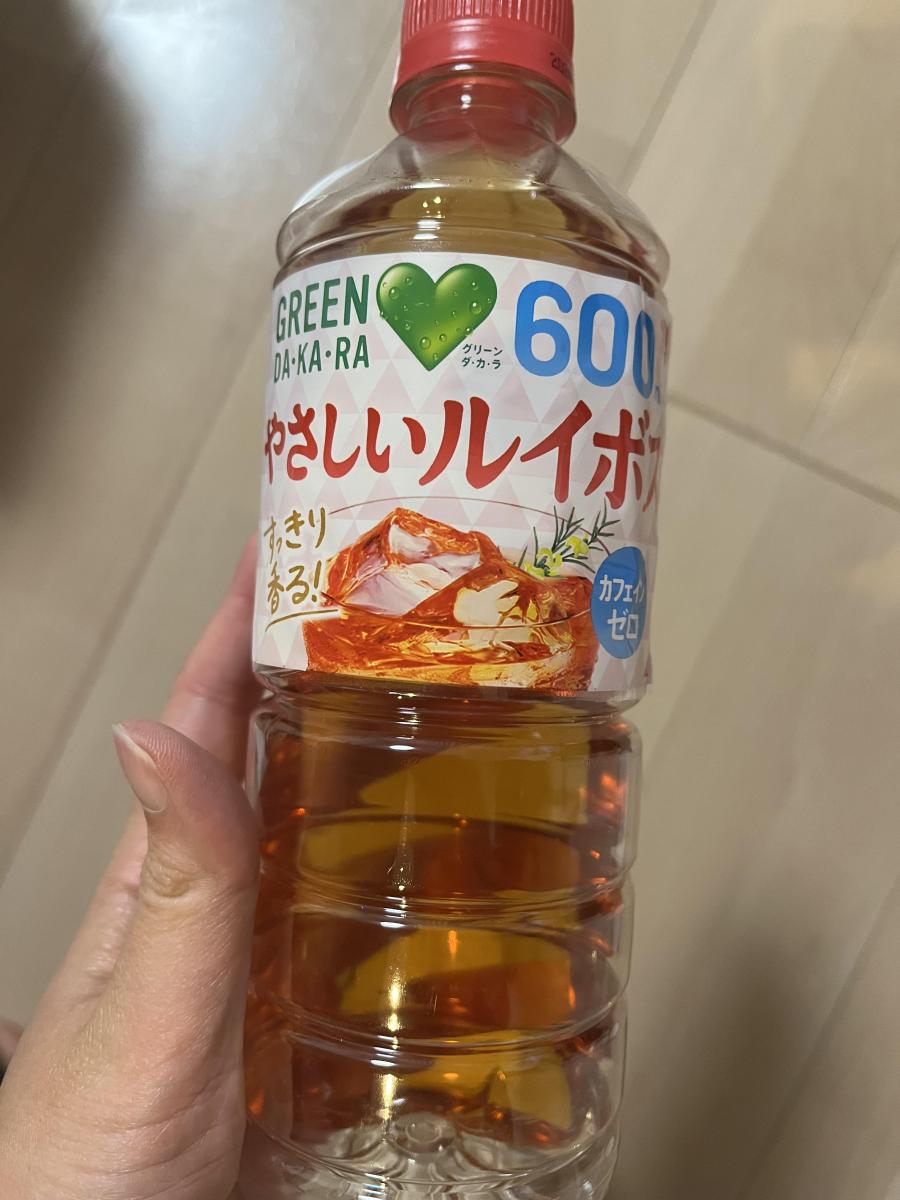 GREEN
DA・KA・RA
グリーン
ダ・カ・ラ
600
やさしいルイボ
すっきり
香る!
カフェイン
ゼロ